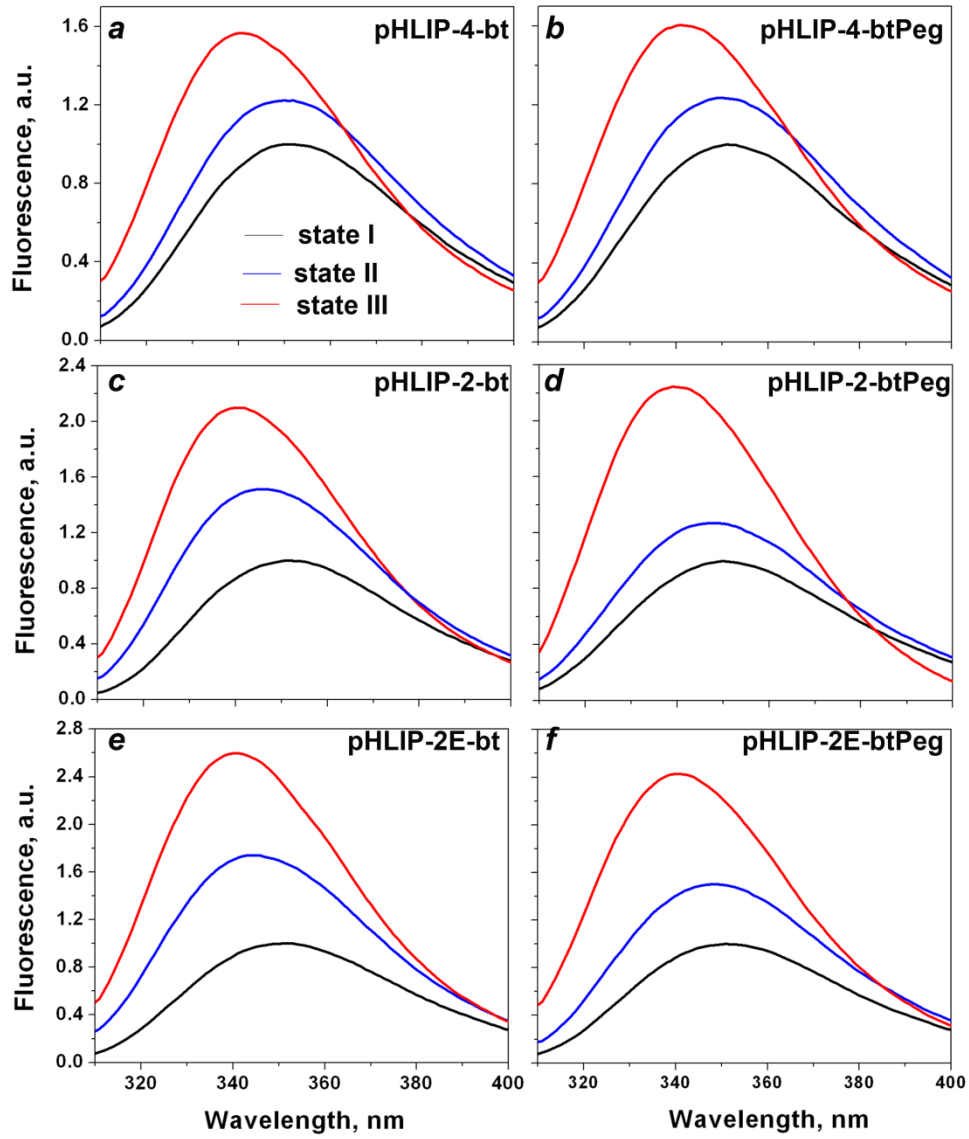 a
pHLIP-4-bt
b
pHLIP-4-btPeg
1.6
1.2
0.8
0.4
0.0
Fluorescence, a.u.
state I
state II
state III
c
pHLIP-2-bt
d
pHLIP-2-btPeg
2.4
2.0
1.6
1.2
0.8
0.4
0.0
Fluorescence, a.u.
e
pHLIP-2E-bt
f
pHLIP-2E-btPeg
2.8
2.4
2.0
1.6
1.2
0.8
0.4
0.0
Fluorescence, a.u.
320 340 360 380 400
320 340 360 380 400
Wavelength, nm
Wavelength, nm